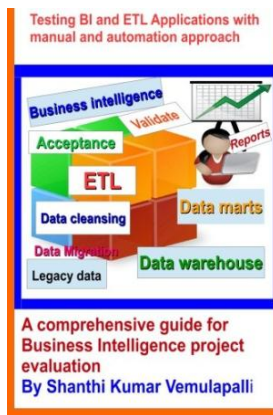 Testing BI and ETL Applications with
manual and automation approach
Business intelligence
Validate
Acceptance
Reports
ETL
Data cleansing
Data marts
Data Migration
Data warehouse
Legacy data
A comprehensive guide for
Business Intelligence project
evaluation
By Shanthi Kumar Vemulapalli